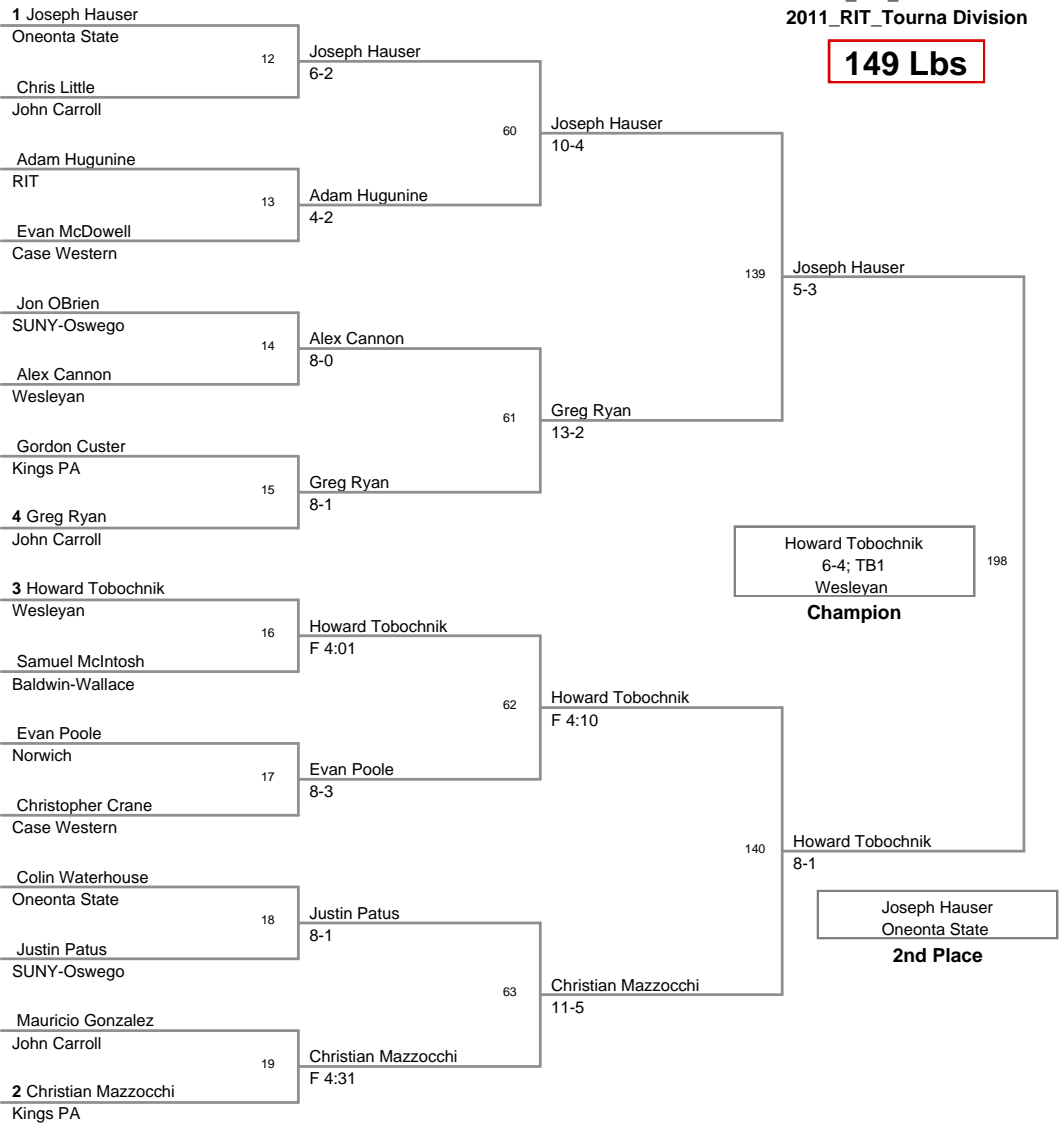 2011_RIT_Tourna Division
149 Lbs
1 Joseph Hauser
Oneonta State
12
Chris Little
John Carroll
Adam Hugunine
RIT
13
Evan McDowell
Case Western
Jon OBrien
SUNY-Oswego
14
Alex Cannon
Wesleyan
Gordon Custer
Kings PA
15
4 Greg Ryan
John Carroll
3 Howard Tobochnik
Wesleyan
16
Samuel McIntosh
Baldwin-Wallace
Evan Poole
Norwich
17
Christopher Crane
Case Western
Colin Waterhouse
Oneonta State
18
Justin Patus
SUNY-Oswego
Mauricio Gonzalez
John Carroll
19
2 Christian Mazzocchi
Kings PA
Joseph Hauser
6-2
60
Adam Hugunine
4-2
Alex Cannon
8-0
61
Greg Ryan
8-1
Howard Tobochnik
F 4:01
62
Evan Poole
8-3
Justin Patus
8-1
63
Christian Mazzocchi
F 4:31
Joseph Hauser
10-4
139
Greg Ryan
13-2
Howard Tobochnik
F 4:10
140
Christian Mazzocchi
11-5
Joseph Hauser
5-3
198
Howard Tobochnik
8-1
Howard Tobochnik
6-4; TB1
Wesleyan
Champion
Joseph Hauser
Oneonta State
2nd Place